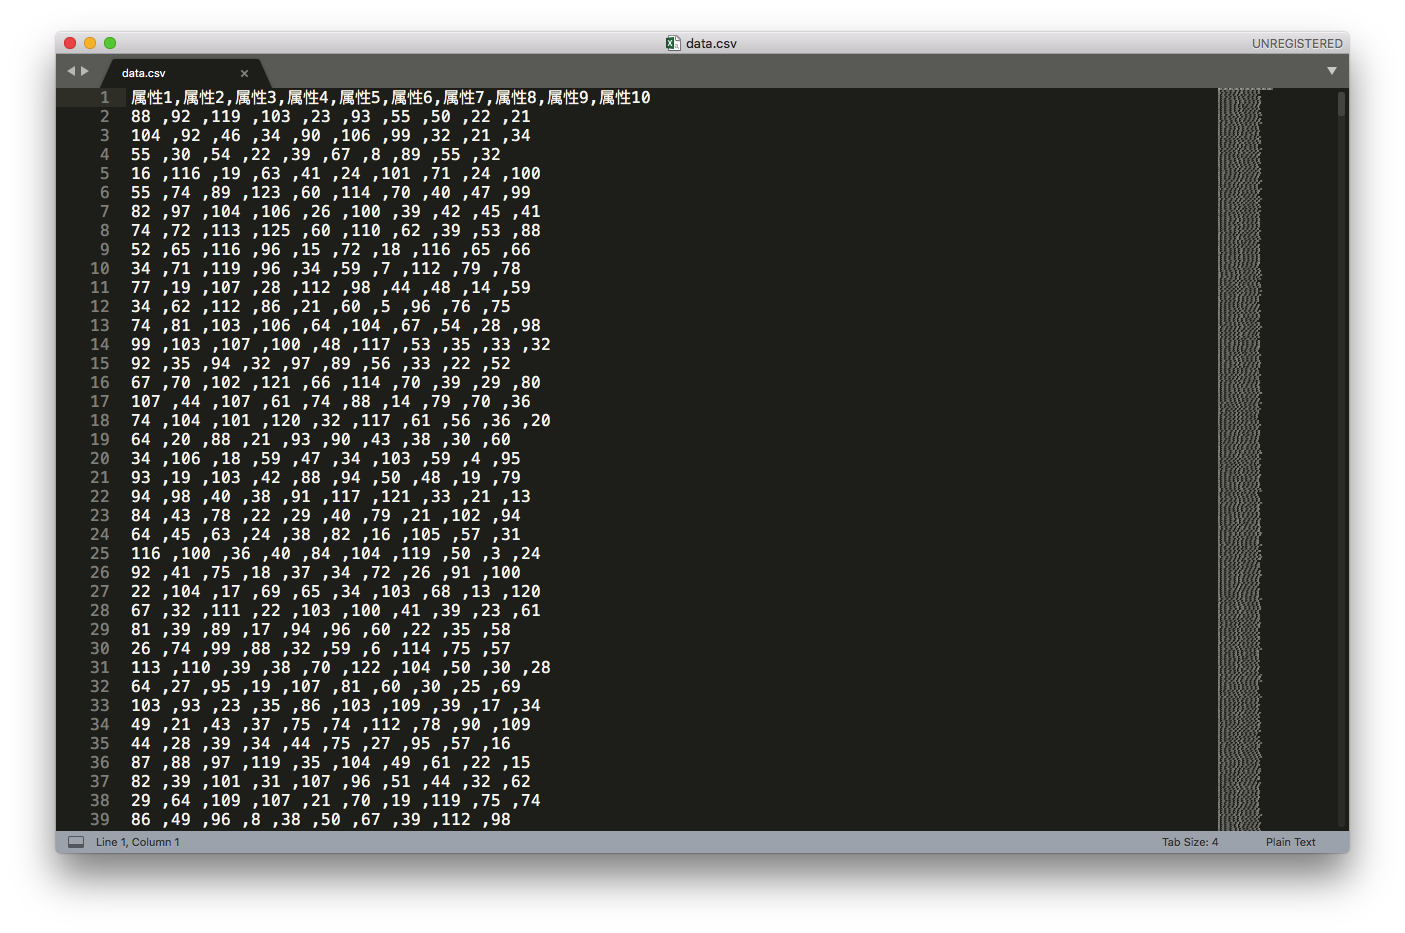 data.csv
UNREGISTERED
data.csv
1 属性1,属性2,属性3,属性4,属性5,属性6,属性7,属性8,属性9,属性10
2 88 ,92 ,119 ,103 ,23 ,93 ,55 ,50 ,22 ,21
3 104 ,92 ,46 ,34 ,90 ,106 ,99 ,32 ,21 ,34
4 55 ,30 ,54 ,22 ,39 ,67 ,8 ,89 ,55 ,32
5 16 ,116 ,19 ,63 ,41 ,24 ,101 ,71 ,24 ,100
6 55 ,74 ,89 ,123 ,60 ,114 ,70 ,40 ,47 ,99
7 82 ,97 ,104 ,106 ,26 ,100 ,39 ,42 ,45 ,41
8 74 ,72 ,113 ,125 ,60 ,110 ,62 ,39 ,53 ,88
9 52 ,65 ,116 ,96 ,15 ,72 ,18 ,116 ,65 ,66
10 34 ,71 ,119 ,96 ,34 ,59 ,7 ,112 ,79 ,78
11 77 ,19 ,107 ,28 ,112 ,98 ,44 ,48 ,14 ,59
12 34 ,62 ,112 ,86 ,21 ,60 ,5 ,96 ,76 ,75
13 74 ,81 ,103 ,106 ,64 ,104 ,67 ,54 ,28 ,98
14 99 ,103 ,107 ,100 ,48 ,117 ,53 ,35 ,33 ,32
15 92 ,35 ,94 ,32 ,97 ,89 ,56 ,33 ,22 ,52
16 67 ,70 ,102 ,121 ,66 ,114 ,70 ,39 ,29 ,80
17 107 ,44 ,107 ,61 ,74 ,88 ,14 ,79 ,70 ,36
18 74 ,104 ,101 ,120 ,32 ,117 ,61 ,56 ,36 ,20
19 64 ,20 ,88 ,21 ,93 ,90 ,43 ,38 ,30 ,60
20 34 ,106 ,18 ,59 ,47 ,34 ,103 ,59 ,4 ,95
21 93 ,19 ,103 ,42 ,88 ,94 ,50 ,48 ,19 ,79
22 94 ,98 ,40 ,38 ,91 ,117 ,121 ,33 ,21 ,13
23 84 ,43 ,78 ,22 ,29 ,40 ,79 ,21 ,102 ,94
24 64 ,45 ,63 ,24 ,38 ,82 ,16 ,105 ,57 ,31
25 116 ,100 ,36 ,40 ,84 ,104 ,119 ,50 ,3 ,24
26 92 ,41 ,75 ,18 ,37 ,34 ,72 ,26 ,91 ,100
27 22 ,104 ,17 ,69 ,65 ,34 ,103 ,68 ,13 ,120
28 67 ,32 ,111 ,22 ,103 ,100 ,41 ,39 ,23 ,61
29 81 ,39 ,89 ,17 ,94 ,96 ,60 ,22 ,35 ,58
30 26 ,74 ,99 ,88 ,32 ,59 ,6 ,114 ,75 ,57
31 113 ,110 ,39 ,38 ,70 ,122 ,104 ,50 ,30 ,28
32 64 ,27 ,95 ,19 ,107 ,81 ,60 ,30 ,25 ,69
33 103 ,93 ,23 ,35 ,86 ,103 ,109 ,39 ,17 ,34
34 49 ,21 ,43 ,37 ,75 ,74 ,112 ,78 ,90 ,109
35 44 ,28 ,39 ,34 ,44 ,75 ,27 ,95 ,57 ,16
36 87 ,88 ,97 ,119 ,35 ,104 ,49 ,61 ,22 ,15
37 82 ,39 ,101 ,31 ,107 ,96 ,51 ,44 ,32 ,62
38 29 ,64 ,109 ,107 ,21 ,70 ,19 ,119 ,75 ,74
39 86 ,49 ,96 ,8 ,38 ,50 ,67 ,39 ,112 ,98
Line 1, Column 1
Tab Size: 4
Plain Text